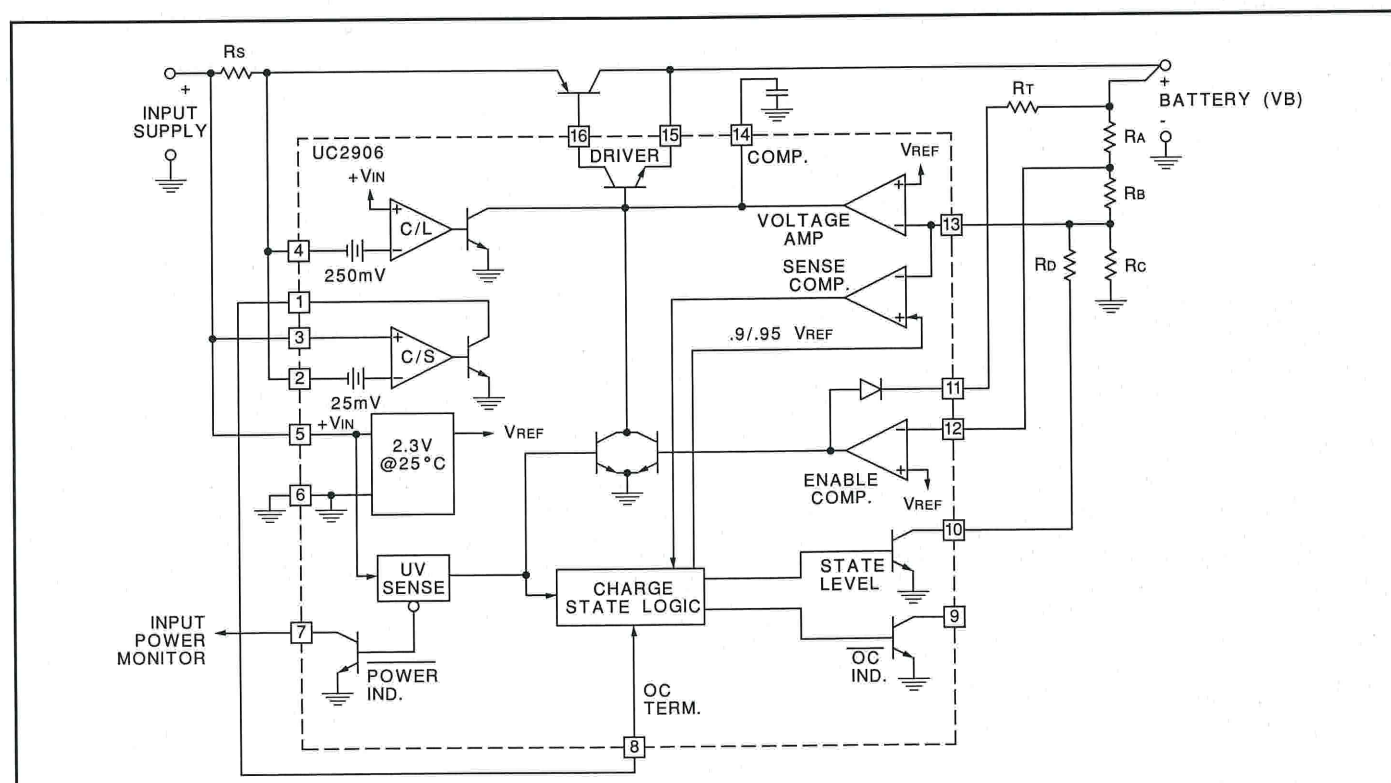 RS
+
INPUT
SUPPLY
RT
+
BATTERY (VB)
-
RA
RB
RC
RD
16
15
14
UC2906
DRIVER
COMP.
+VIN
+
C/L
-
4
250mV
VREF
+
-
VOLTAGE
AMP
13
SENSE
COMP.
-
+
.9/.95 VREF
1
3
+
C/S
-
2
25mV
11
5
+VIN
2.3V
@25°C
VREF
12
-
+
ENABLE
COMP.
VREF
6
10
UV
SENSE
CHARGE
STATE LOGIC
STATE
LEVEL
INPUT
POWER
MONITOR
7
9
POWER
IND.
OC
IND.
OC
TERM.
8